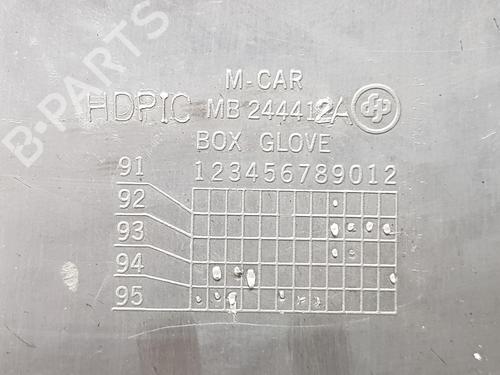 B-PARTS
M-CAR
HDPIC MB 244412A
BOX GLOVE
91 123456789012
92
93
94
95